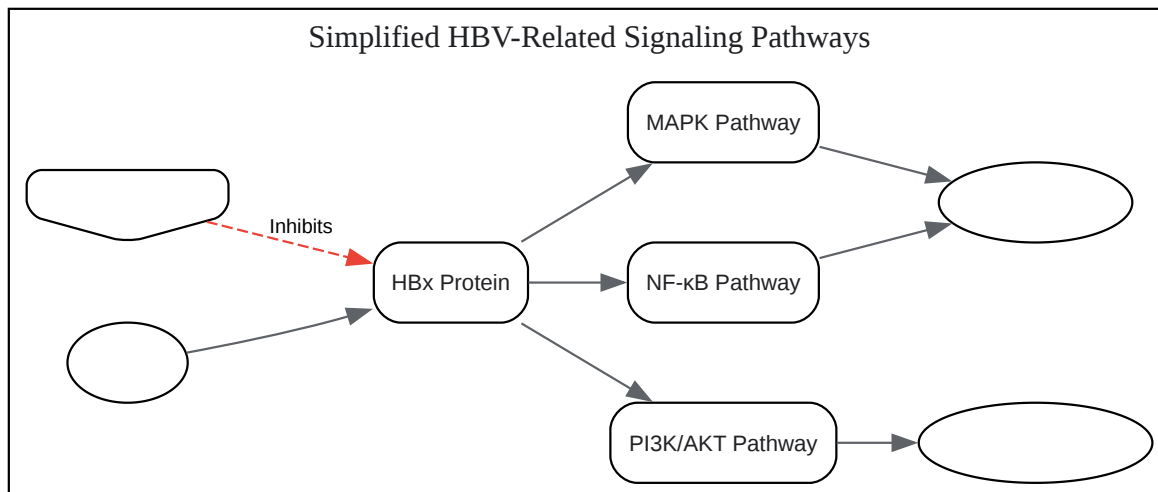 Simplified HBV-Related Signaling Pathways
MAPK Pathway
Inhibits
HBx Protein
NF-κB Pathway
PI3K/AKT Pathway